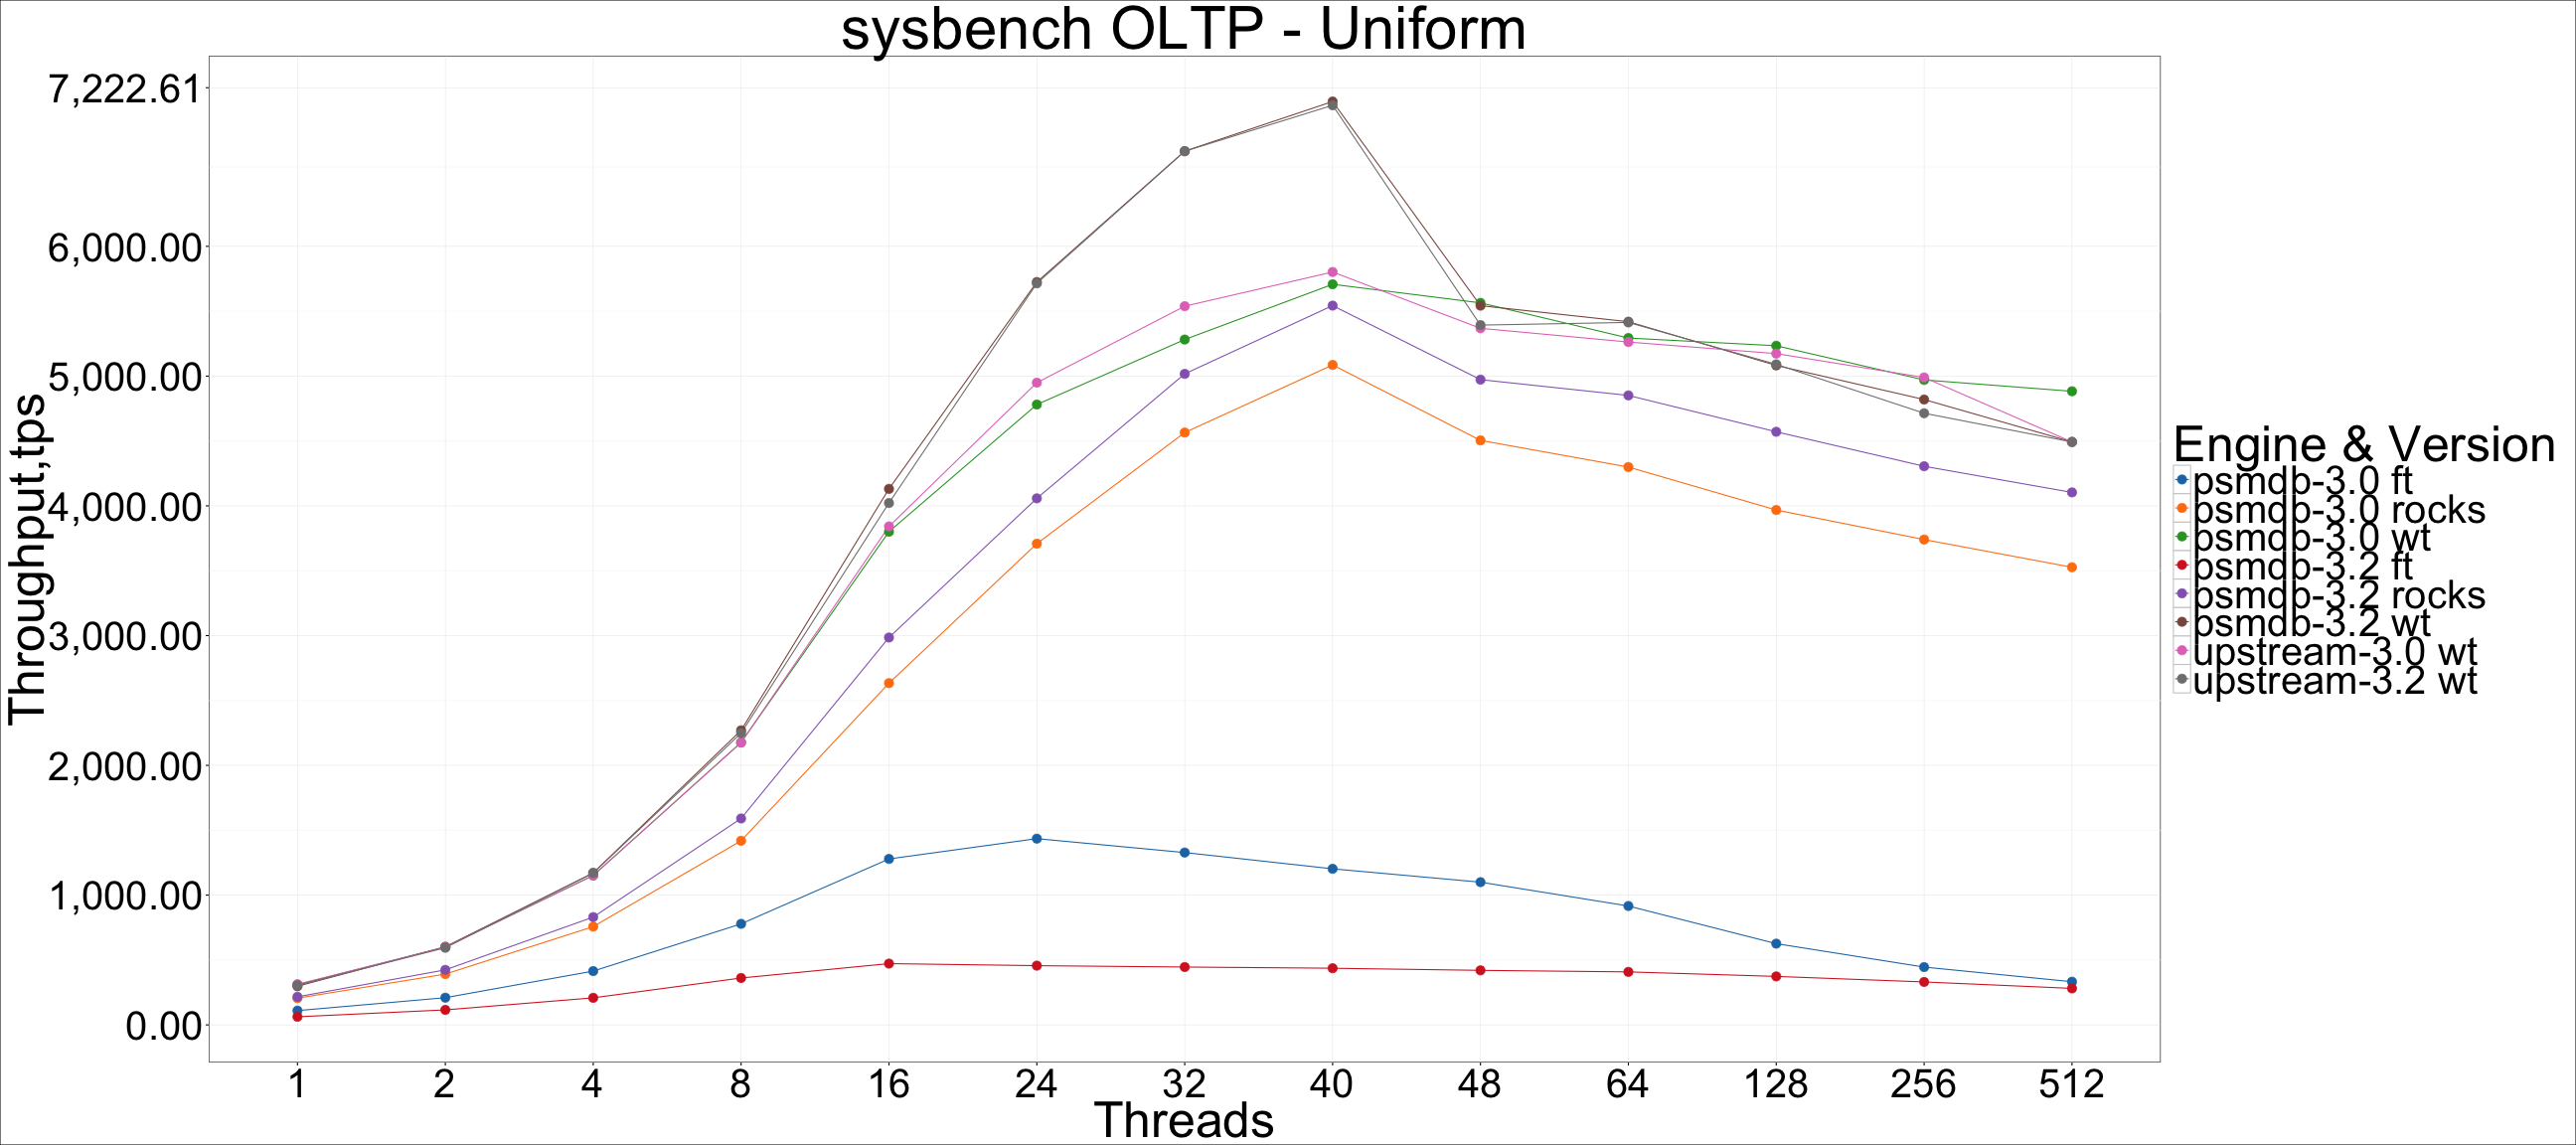 sysbench OLTP - Uniform
7,222.61
6,000.00
5,000.00
4,000.00
3,000.00
2,000.00
1,000.00
0.00
Throughput,tps
1 2 4 8 16 24 32 40 48 64 128 256 512
Threads
Engine & Version
psmdb-3.0 ft
psmdb-3.0 rocks
psmdb-3.0 wt
psmdb-3.2 ft
psmdb-3.2 rocks
psmdb-3.2 wt
upstream-3.0 wt
upstream-3.2 wt